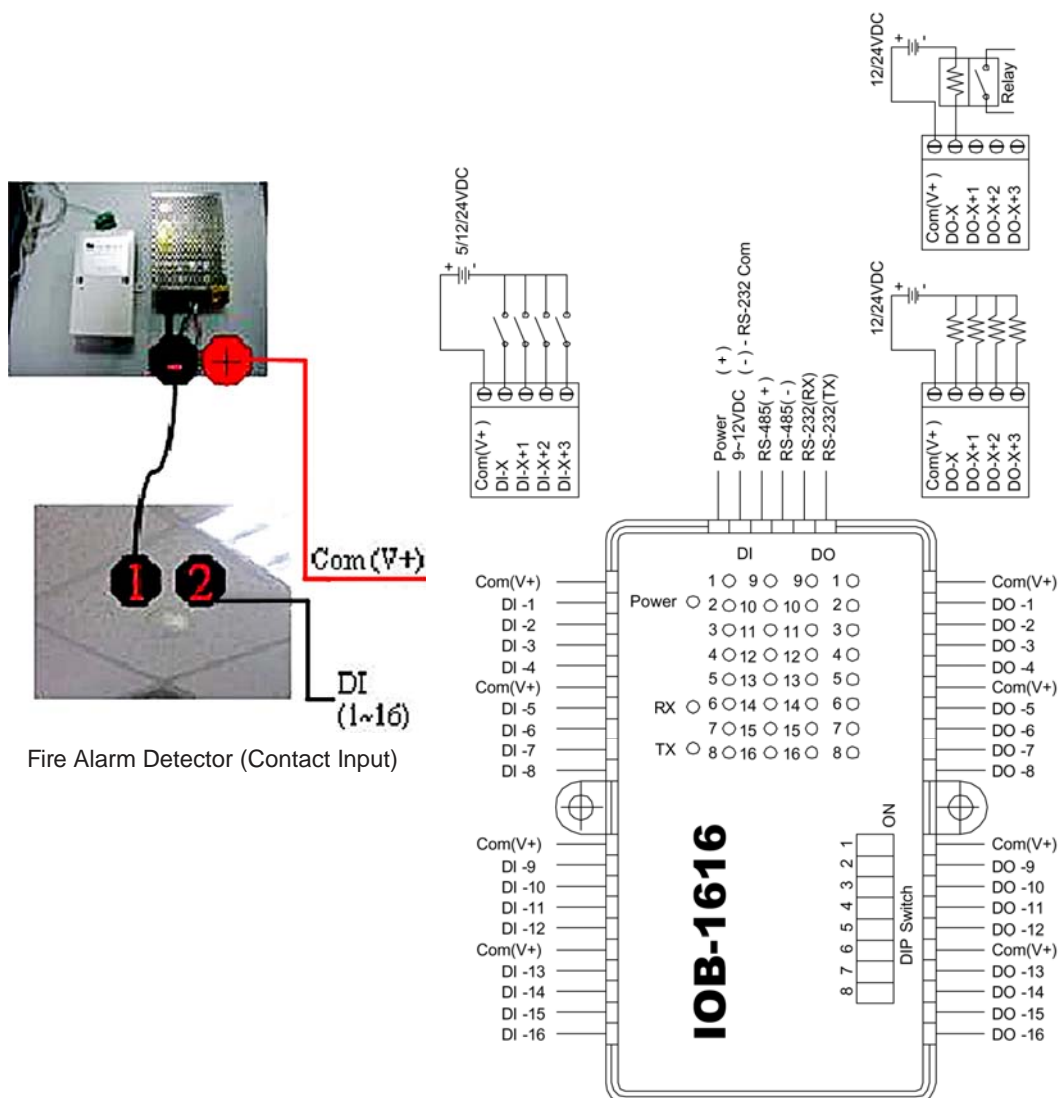 +
-
Com(V+)
1
2
DI
(1~16)
Fire Alarm Detector (Contact Input)
5/12/24VDC
+
-
Com(V+)
DI-X
DI-X+1
DI-X+2
DI-X+3
12/24VDC
+
-
Relay
Com(V+)
DO-X
DO-X+1
DO-X+2
DO-X+3
12/24VDC
+
-
Com(V+)
DO-X
DO-X+1
DO-X+2
DO-X+3
Power (+)
9~12VDC (-) - RS-232 Com
RS-485(+)
RS-485(-)
RS-232(RX)
RS-232(TX)
Com(V+)
DI -1
DI -2
DI -3
DI -4
Com(V+)
DI -5
DI -6
DI -7
DI -8
Com(V+)
DI -9
DI -10
DI -11
DI -12
Com(V+)
DI -13
DI -14
DI -15
DI -16
DI DO
1 9 9 1
Power 2 10 10 2
3 11 11 3
4 12 12 4
5 13 13 5
RX 6 14 14 6
7 15 15 7
TX 8 16 16 8
IOB-1616
ON
1
2
3
4
5
6
7
8
DIP Switch
Com(V+)
DO -1
DO -2
DO -3
DO -4
Com(V+)
DO -5
DO -6
DO -7
DO -8
Com(V+)
DO -9
DO -10
DO -11
DO -12
Com(V+)
DO -13
DO -14
DO -15
DO -16